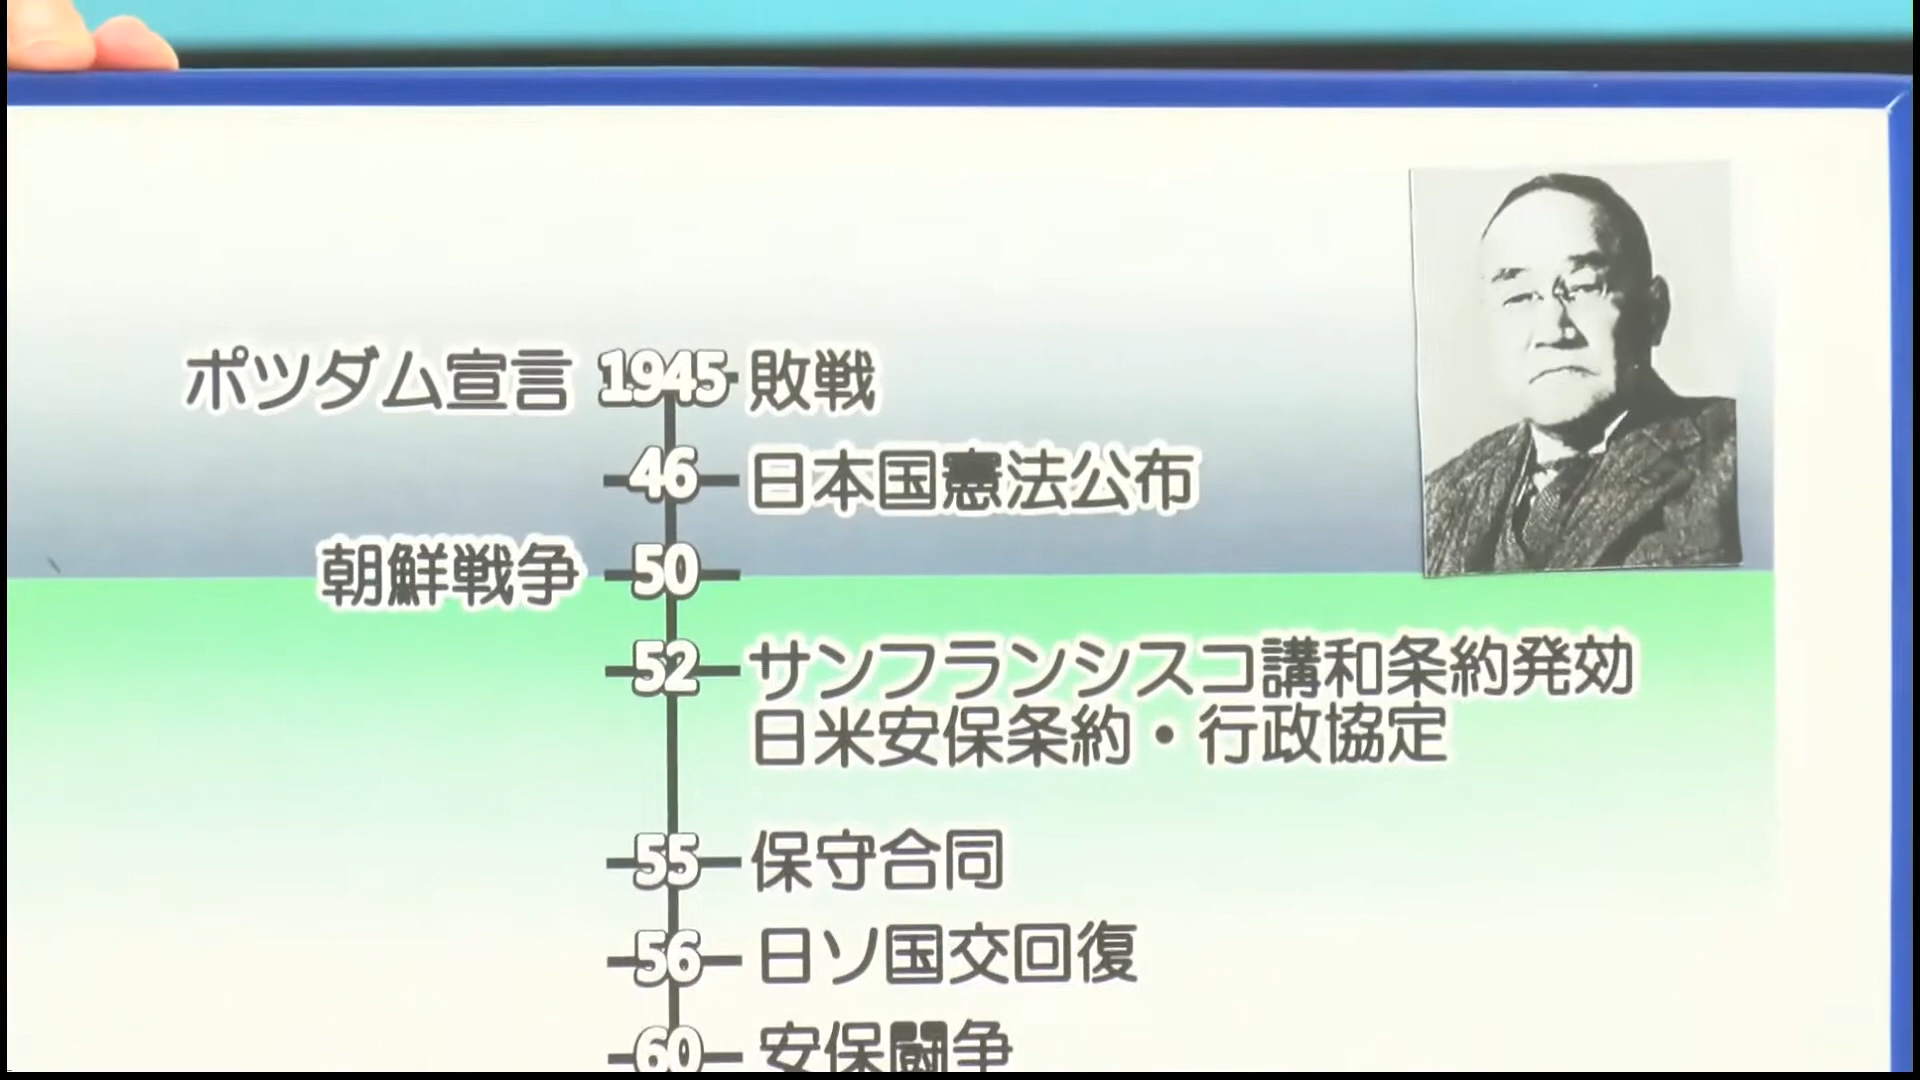 ポツダム宣言 1945 敗戦
46 日本国憲法公布
朝鮮戦争 50
52 サンフランシスコ講和条約発効
日米安保条約・行政協定
55 保守合同
56 日ソ国交回復
60 安保闘争